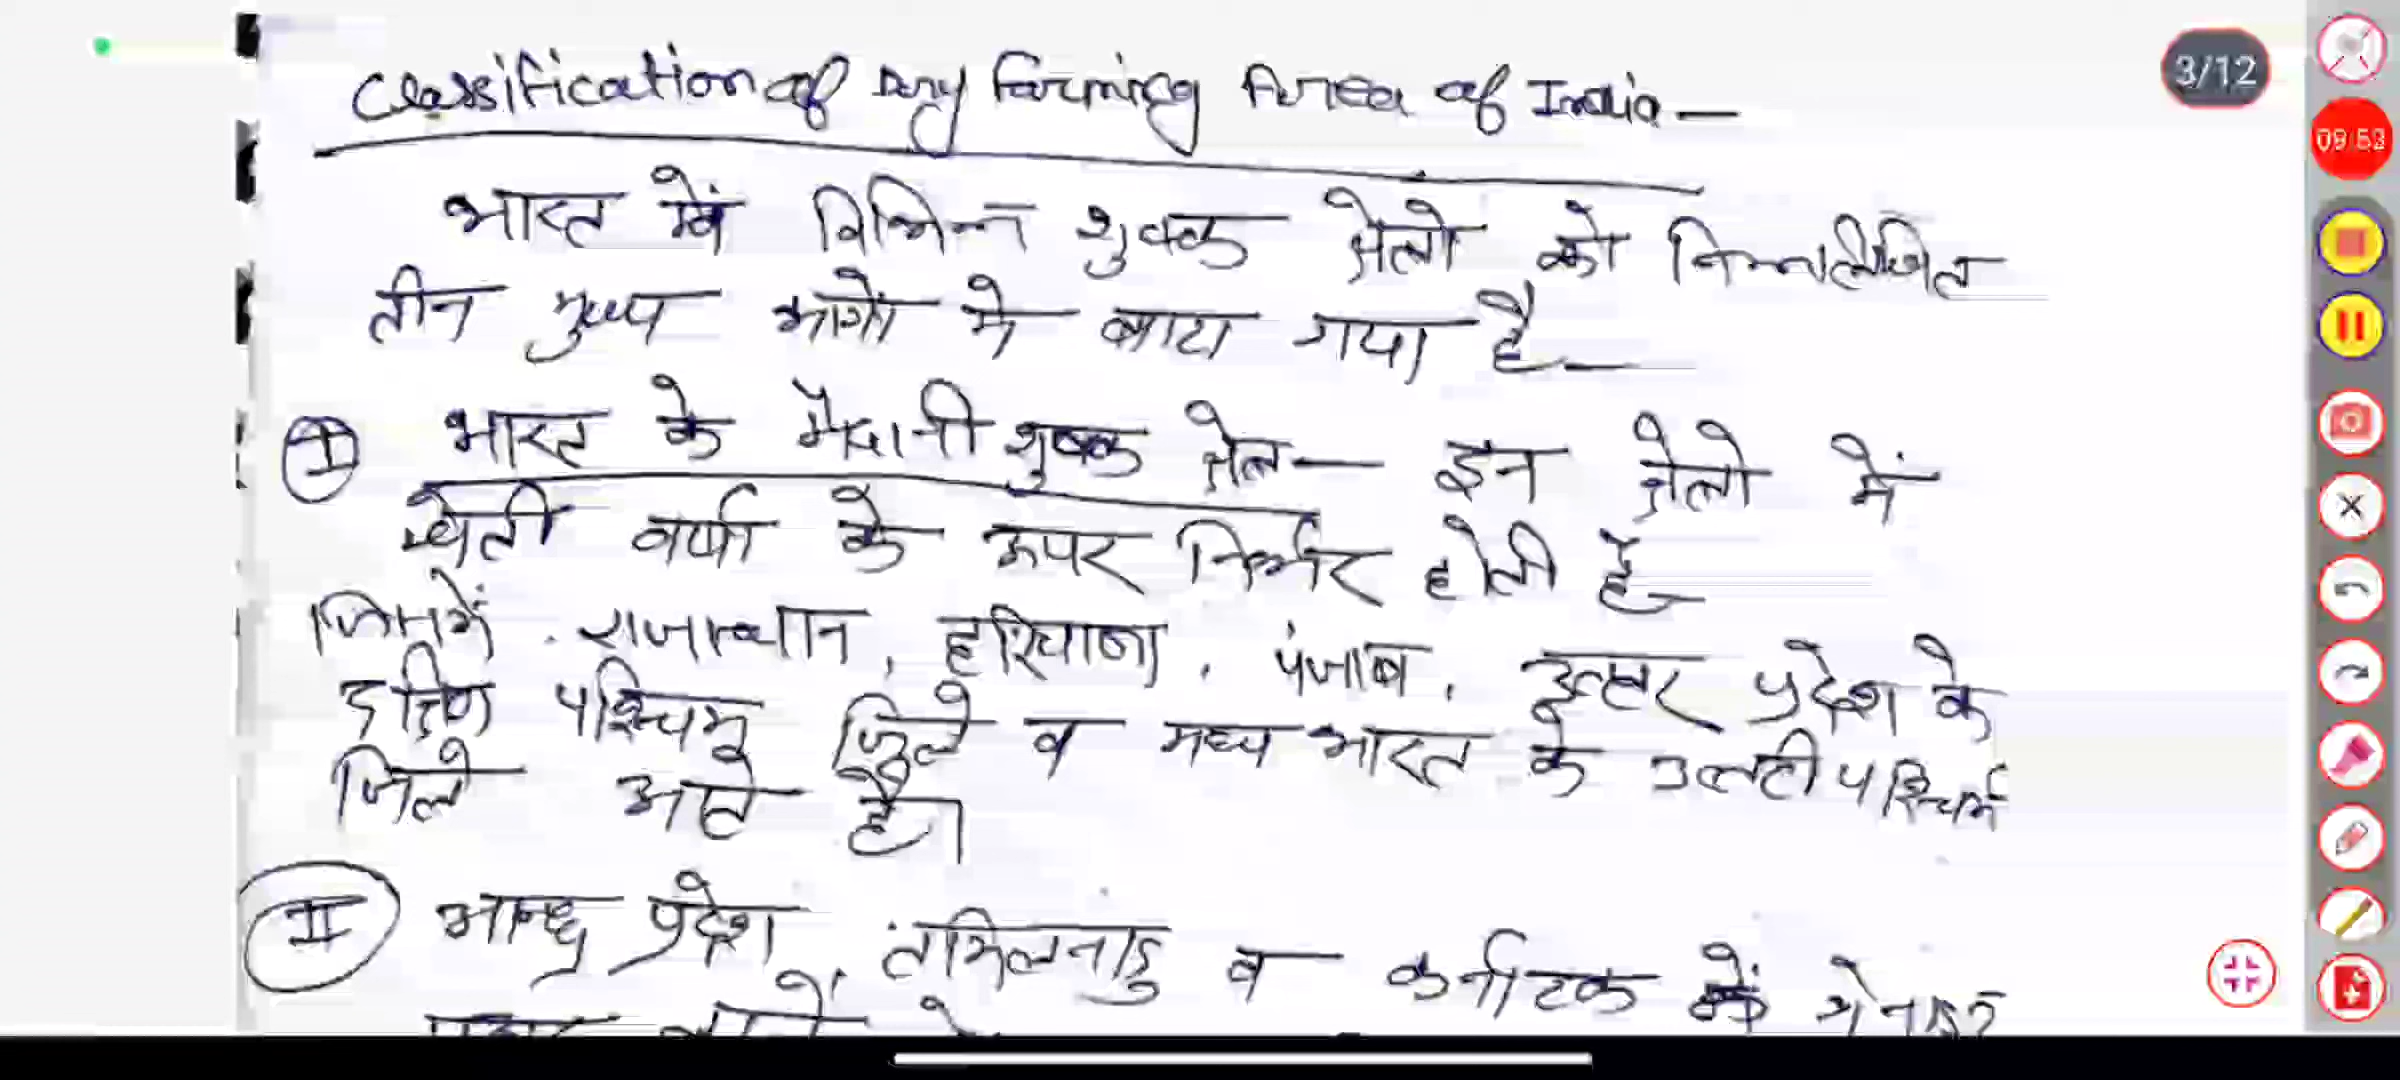 Classification of Dry farming Area of India —
3/12
09:53
भारत में विभिन्न शुष्क क्षेत्रो को निम्नलिखित
तीन मुख्य भागो मे बाटा गया है —
I भारत के मैदानी शुष्क क्षेत्र — इन क्षेत्रो में
खेती वर्षा के ऊपर निर्भर होती है —
जिनमें राजस्थान, हरियाणा, पंजाब, उत्तर प्रदेश के
दक्षिण पश्चिम जिले व मध्य भारत के उत्तरी पश्चिम
जिले आते है।
II आन्ध्र प्रदेश तमिलनाडु व कर्नाटक के ग्रेनाइट